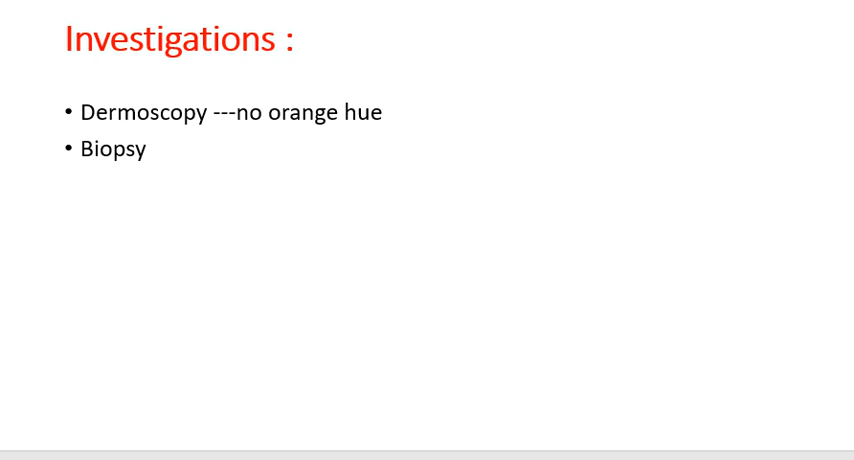 Investigations :
• Dermoscopy ---no orange hue
• Biopsy